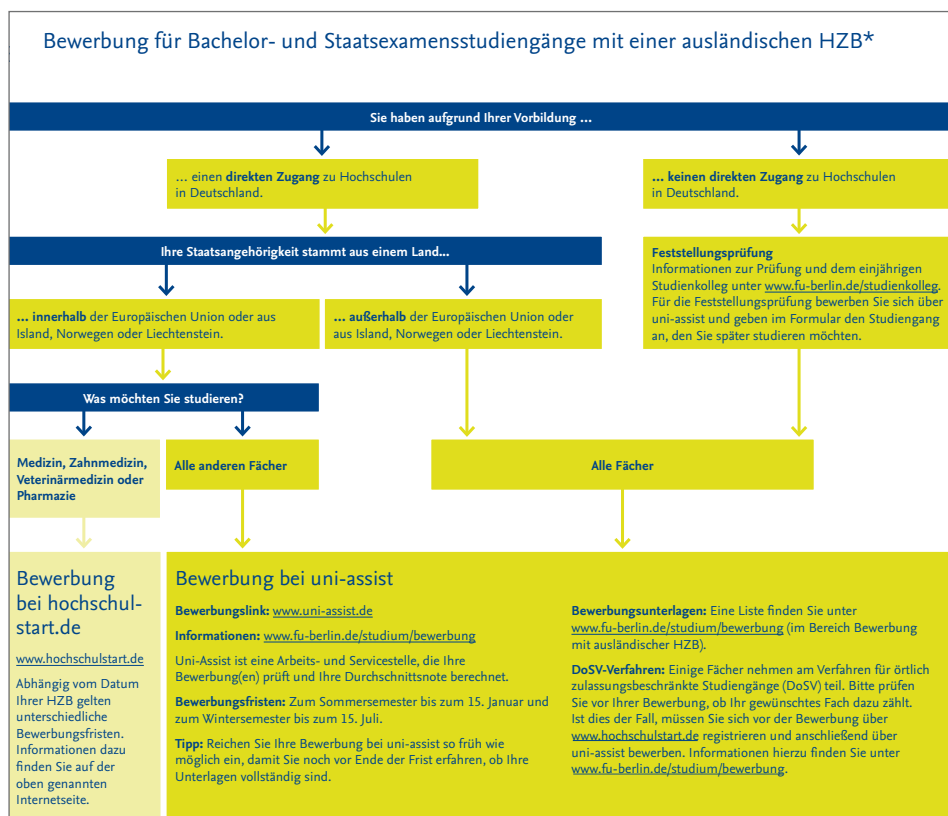 Bewerbung für Bachelor- und Staatsexamensstudiengänge mit einer ausländischen HZB*
Sie haben aufgrund Ihrer Vorbildung ...
... einen direkten Zugang zu Hochschulen
in Deutschland.
... keinen direkten Zugang zu Hochschulen
in Deutschland.
Ihre Staatsangehörigkeit stammt aus einem Land...
Feststellungsprüfung
Informationen zur Prüfung und dem einjährigen
Studienkolleg unter www.fu-berlin.de/studienkolleg.
Für die Feststellungsprüfung bewerben Sie sich über
uni-assist und geben im Formular den Studiengang
an, den Sie später studieren möchten.
... innerhalb der Europäischen Union oder aus
Island, Norwegen oder Liechtenstein.
... außerhalb der Europäischen Union oder
aus Island, Norwegen oder Liechtenstein.
Was möchten Sie studieren?
Medizin, Zahnmedizin,
Veterinärmedizin oder
Pharmazie
Alle anderen Fächer
Alle Fächer
Bewerbung
bei hochschul-
start.de
www.hochschulstart.de
Abhängig vom Datum
Ihrer HZB gelten
unterschiedliche
Bewerbungsfristen.
Informationen dazu
finden Sie auf der
oben genannten
Internetseite.
Bewerbung bei uni-assist
Bewerbungslink: www.uni-assist.de
Informationen: www.fu-berlin.de/studium/bewerbung
Uni-Assist ist eine Arbeits- und Servicestelle, die Ihre
Bewerbung(en) prüft und Ihre Durchschnittsnote berechnet.
Bewerbungsfristen: Zum Sommersemester bis zum 15. Januar und
zum Wintersemester bis zum 15. Juli.
Tipp: Reichen Sie Ihre Bewerbung bei uni-assist so früh wie
möglich ein, damit Sie noch vor Ende der Frist erfahren, ob Ihre
Unterlagen vollständig sind.
Bewerbungsunterlagen: Eine Liste finden Sie unter
www.fu-berlin.de/studium/bewerbung (im Bereich Bewerbung
mit ausländischer HZB).
DoSV-Verfahren: Einige Fächer nehmen am Verfahren für örtlich
zulassungsbeschränkte Studiengänge (DoSV) teil. Bitte prüfen
Sie vor Ihrer Bewerbung, ob Ihr gewünschtes Fach dazu zählt.
Ist dies der Fall, müssen Sie sich vor der Bewerbung über
www.hochschulstart.de registrieren und anschließend über
uni-assist bewerben. Informationen hierzu finden Sie unter
www.fu-berlin.de/studium/bewerbung.